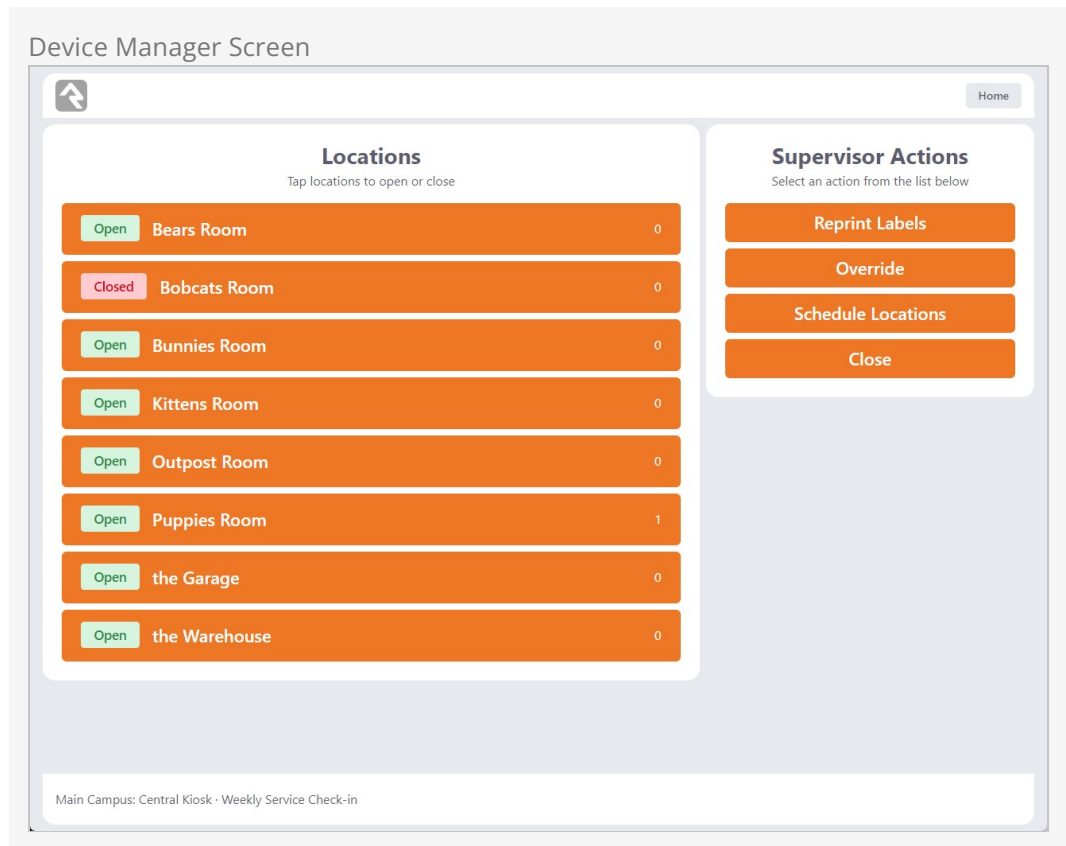 Device Manager Screen
Home
Locations
Tap locations to open or close
Open Bears Room 0
Closed Bobcats Room 0
Open Bunnies Room 0
Open Kittens Room 0
Open Outpost Room 0
Open Puppies Room 1
Open the Garage 0
Open the Warehouse 0
Supervisor Actions
Select an action from the list below
Reprint Labels
Override
Schedule Locations
Close
Main Campus: Central Kiosk · Weekly Service Check-in